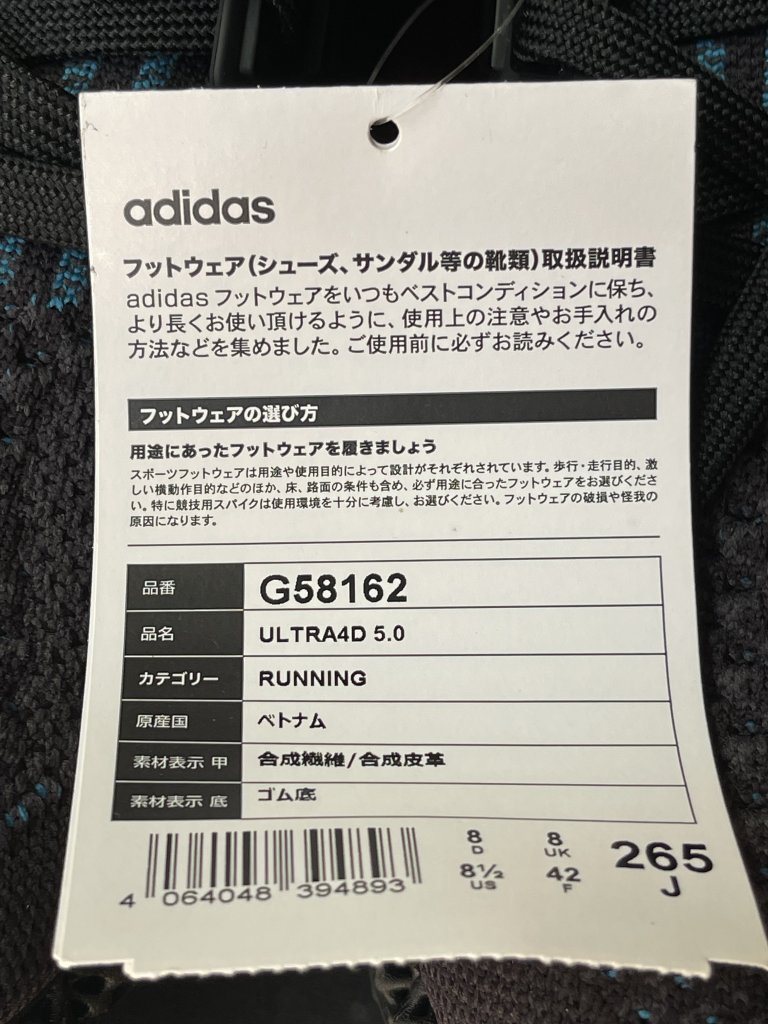 adidas
フットウェア(シューズ、サンダル等の靴類)取扱説明書
adidas フットウェアをいつもベストコンディションに保ち、
より長くお使い頂けるように、使用上の注意やお手入れの
方法などを集めました。ご使用前に必ずお読みください。
フットウェアの選び方
用途にあったフットウェアを履きましょう
スポーツフットウェアは用途や使用目的によって設計がそれぞれされています。歩行・走行目的、激
しい横動作目的などのほか、床、路面の条件も含め、必ず用途に合ったフットウェアをお選びくださ
い。特に競技用スパイクは使用環境を十分に考慮し、お選びください。フットウェアの破損や怪我の
原因になります。
品番 G58162
品名 ULTRA4D 5.0
カテゴリー RUNNING
原産国 ベトナム
素材表示 甲 合成繊維/合成皮革
素材表示 底 ゴム底
8 D 8 UK
8½ US 42 F
265 J
4 064048 394893